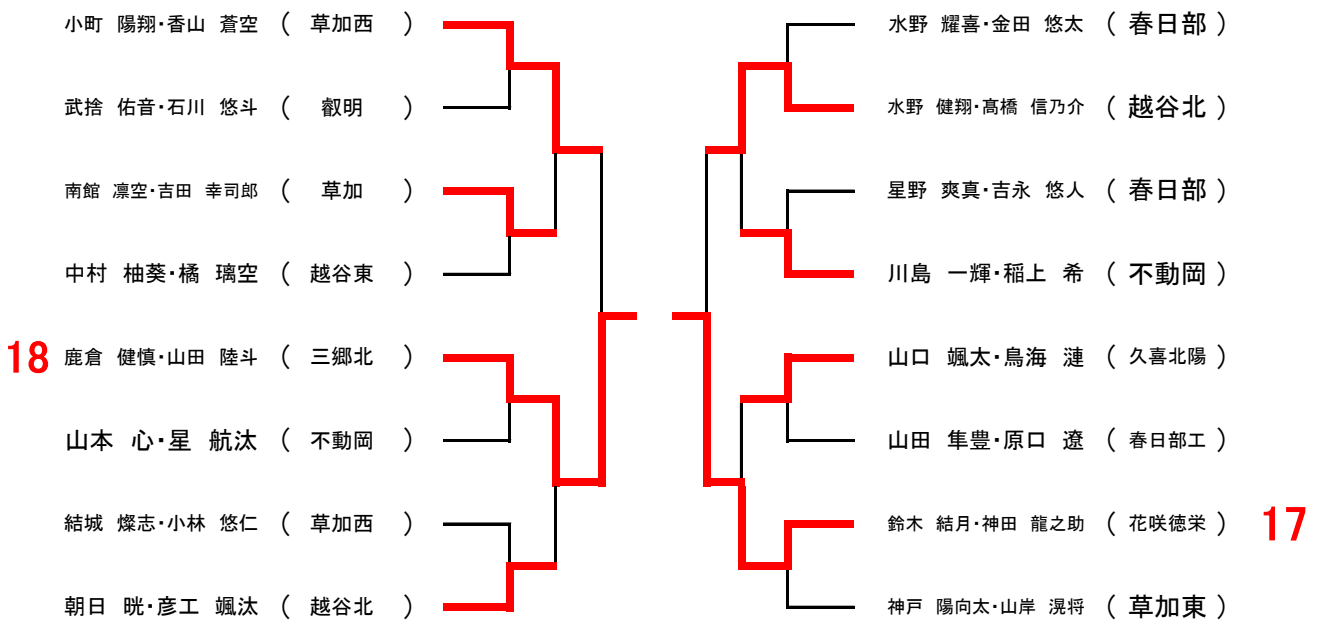 小町 陽翔・香山 蒼空 ( 草加西 )
武捨 佑音・石川 悠斗 ( 叡明 )
南館 凛空・吉田 幸司郎 ( 草加 )
中村 柚葵・橘 璃空 ( 越谷東 )
18 鹿倉 健慎・山田 陸斗 ( 三郷北 )
山本 心・星 航汰 ( 不動岡 )
結城 燦志・小林 悠仁 ( 草加西 )
朝日 晄・彦工 颯汰 ( 越谷北 )
水野 耀喜・金田 悠太 ( 春日部 )
水野 健翔・髙橋 信乃介 ( 越谷北 )
星野 爽真・吉永 悠人 ( 春日部 )
川島 一輝・稲上 希 ( 不動岡 )
山口 颯太・鳥海 漣 ( 久喜北陽 )
山田 隼豊・原口 遼 ( 春日部工 )
鈴木 結月・神田 龍之助 ( 花咲徳栄 ) 17
神戸 陽向太・山岸 滉将 ( 草加東 )